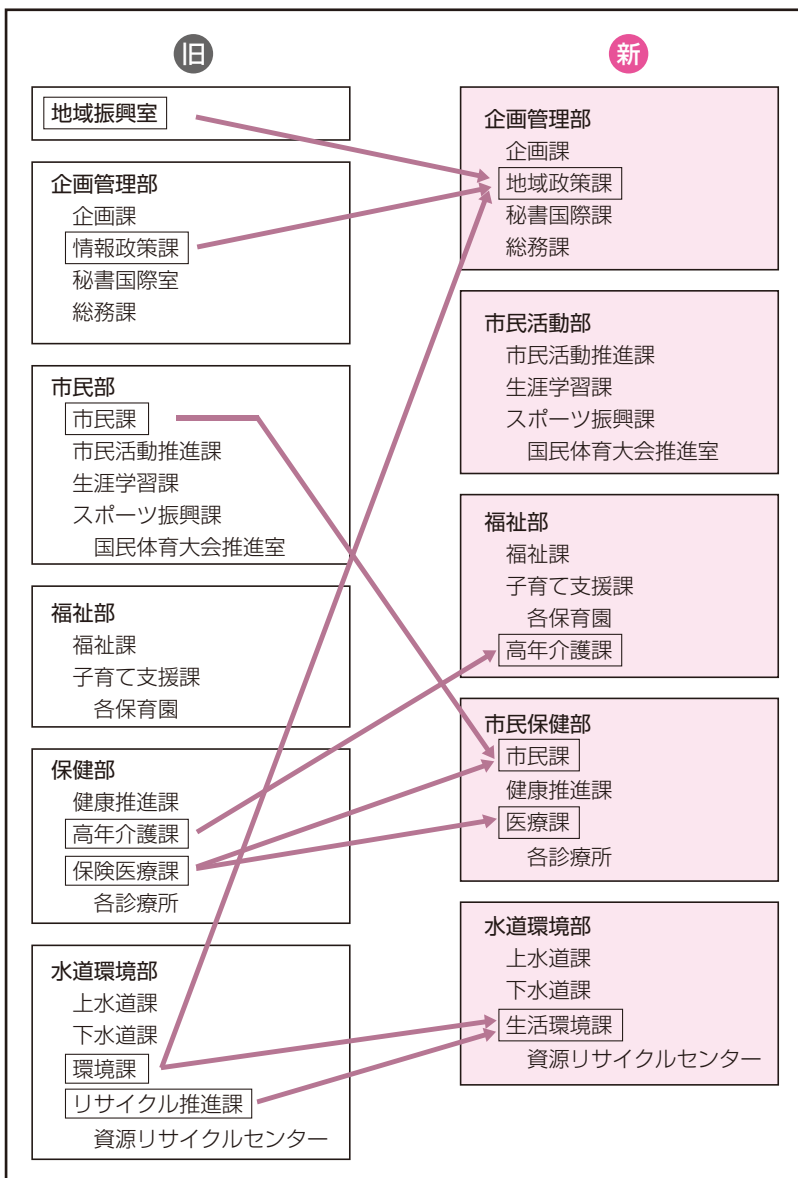 旧
地域振興室
企画管理部
企画課
情報政策課
秘書国際室
総務課
市民部
市民課
市民活動推進課
生涯学習課
スポーツ振興課
国民体育大会推進室
福祉部
福祉課
子育て支援課
各保育園
保健部
健康推進課
高年介護課
保険医療課
各診療所
水道環境部
上水道課
下水道課
環境課
リサイクル推進課
資源リサイクルセンター
新
企画管理部
企画課
地域政策課
秘書国際課
総務課
市民活動部
市民活動推進課
生涯学習課
スポーツ振興課
国民体育大会推進室
福祉部
福祉課
子育て支援課
各保育園
高年介護課
市民保健部
市民課
健康推進課
医療課
各診療所
水道環境部
上水道課
下水道課
生活環境課
資源リサイクルセンター